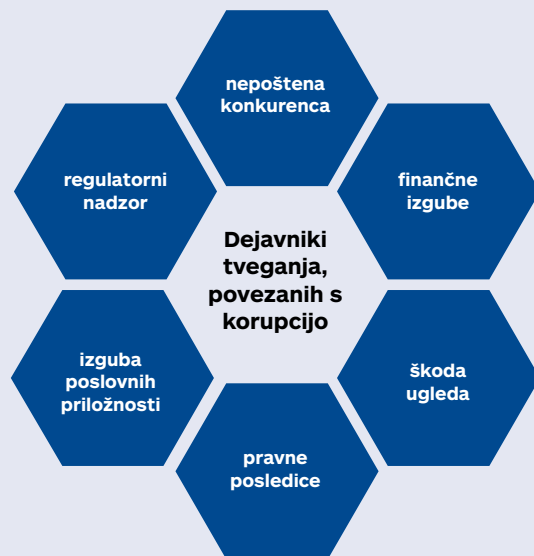 nepoštena
konkurenca
finančne
izgube
škoda
ugleda
pravne
posledice
izguba
poslovnih
priložnosti
regulatorni
nadzor
Dejavniki
tveganja,
povezanih s
korupcijo